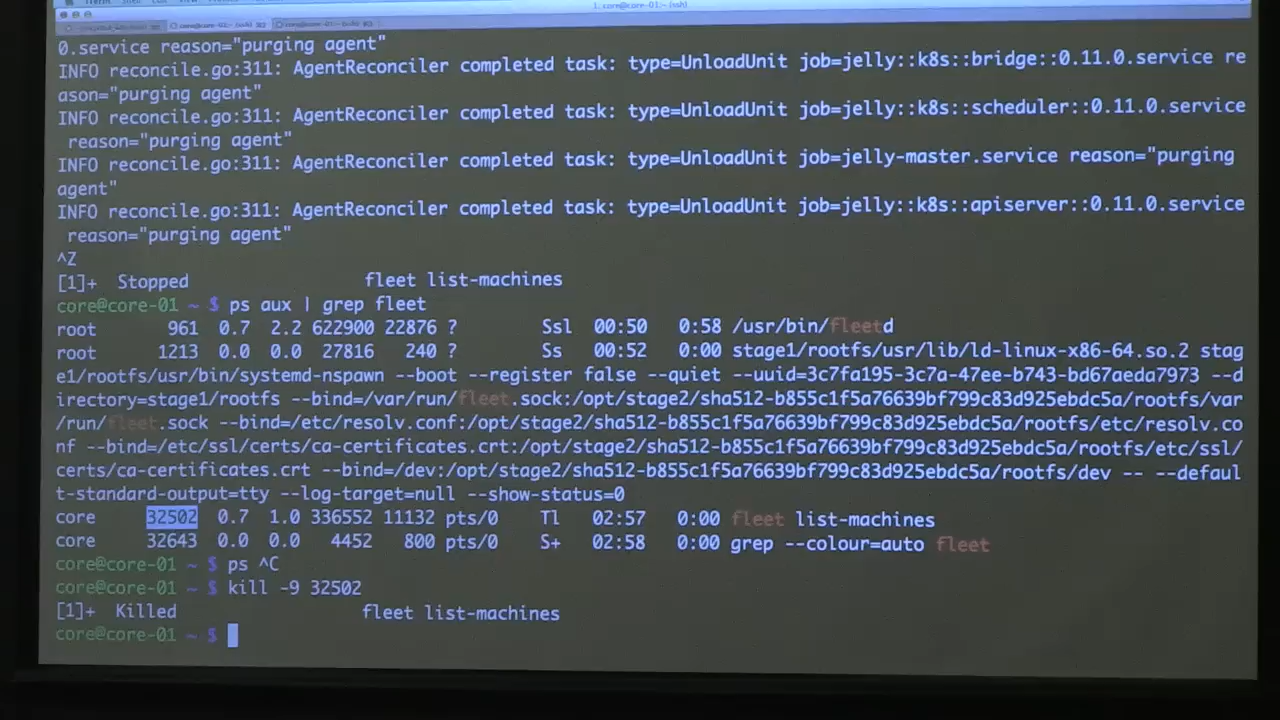 1. core@core-01:~ (ssh)
0.service reason="purging agent"
INFO reconcile.go:311: AgentReconciler completed task: type=UnloadUnit job=jelly::k8s::bridge::0.11.0.service re
ason="purging agent"
INFO reconcile.go:311: AgentReconciler completed task: type=UnloadUnit job=jelly::k8s::scheduler::0.11.0.service
reason="purging agent"
INFO reconcile.go:311: AgentReconciler completed task: type=UnloadUnit job=jelly-master.service reason="purging
agent"
INFO reconcile.go:311: AgentReconciler completed task: type=UnloadUnit job=jelly::k8s::apiserver::0.11.0.service
reason="purging agent"
^Z
[1]+ Stopped fleet list-machines
core@core-01 ~ $ ps aux | grep fleet
root 961 0.7 2.2 622900 22876 ? Ssl 00:50 0:58 /usr/bin/fleetd
root 1213 0.0 0.0 27816 240 ? Ss 00:52 0:00 stage1/rootfs/usr/lib/ld-linux-x86-64.so.2 stag
e1/rootfs/usr/bin/systemd-nspawn --boot --register false --quiet --uuid=3c7fa195-3c7a-47ee-b743-bd67aeda7973 --d
irectory=stage1/rootfs --bind=/var/run/fleet.sock:/opt/stage2/sha512-b855c1f5a76639bf799c83d925ebdc5a/rootfs/var
/run/fleet.sock --bind=/etc/resolv.conf:/opt/stage2/sha512-b855c1f5a76639bf799c83d925ebdc5a/rootfs/etc/resolv.co
nf --bind=/etc/ssl/certs/ca-certificates.crt:/opt/stage2/sha512-b855c1f5a76639bf799c83d925ebdc5a/rootfs/etc/ssl/
certs/ca-certificates.crt --bind=/dev:/opt/stage2/sha512-b855c1f5a76639bf799c83d925ebdc5a/rootfs/dev -- --defaul
t-standard-output=tty --log-target=null --show-status=0
core 32502 0.7 1.0 336552 11132 pts/0 Tl 02:57 0:00 fleet list-machines
core 32643 0.0 0.0 4452 800 pts/0 S+ 02:58 0:00 grep --colour=auto fleet
core@core-01 ~ $ ps ^C
core@core-01 ~ $ kill -9 32502
[1]+ Killed fleet list-machines
core@core-01 ~ $